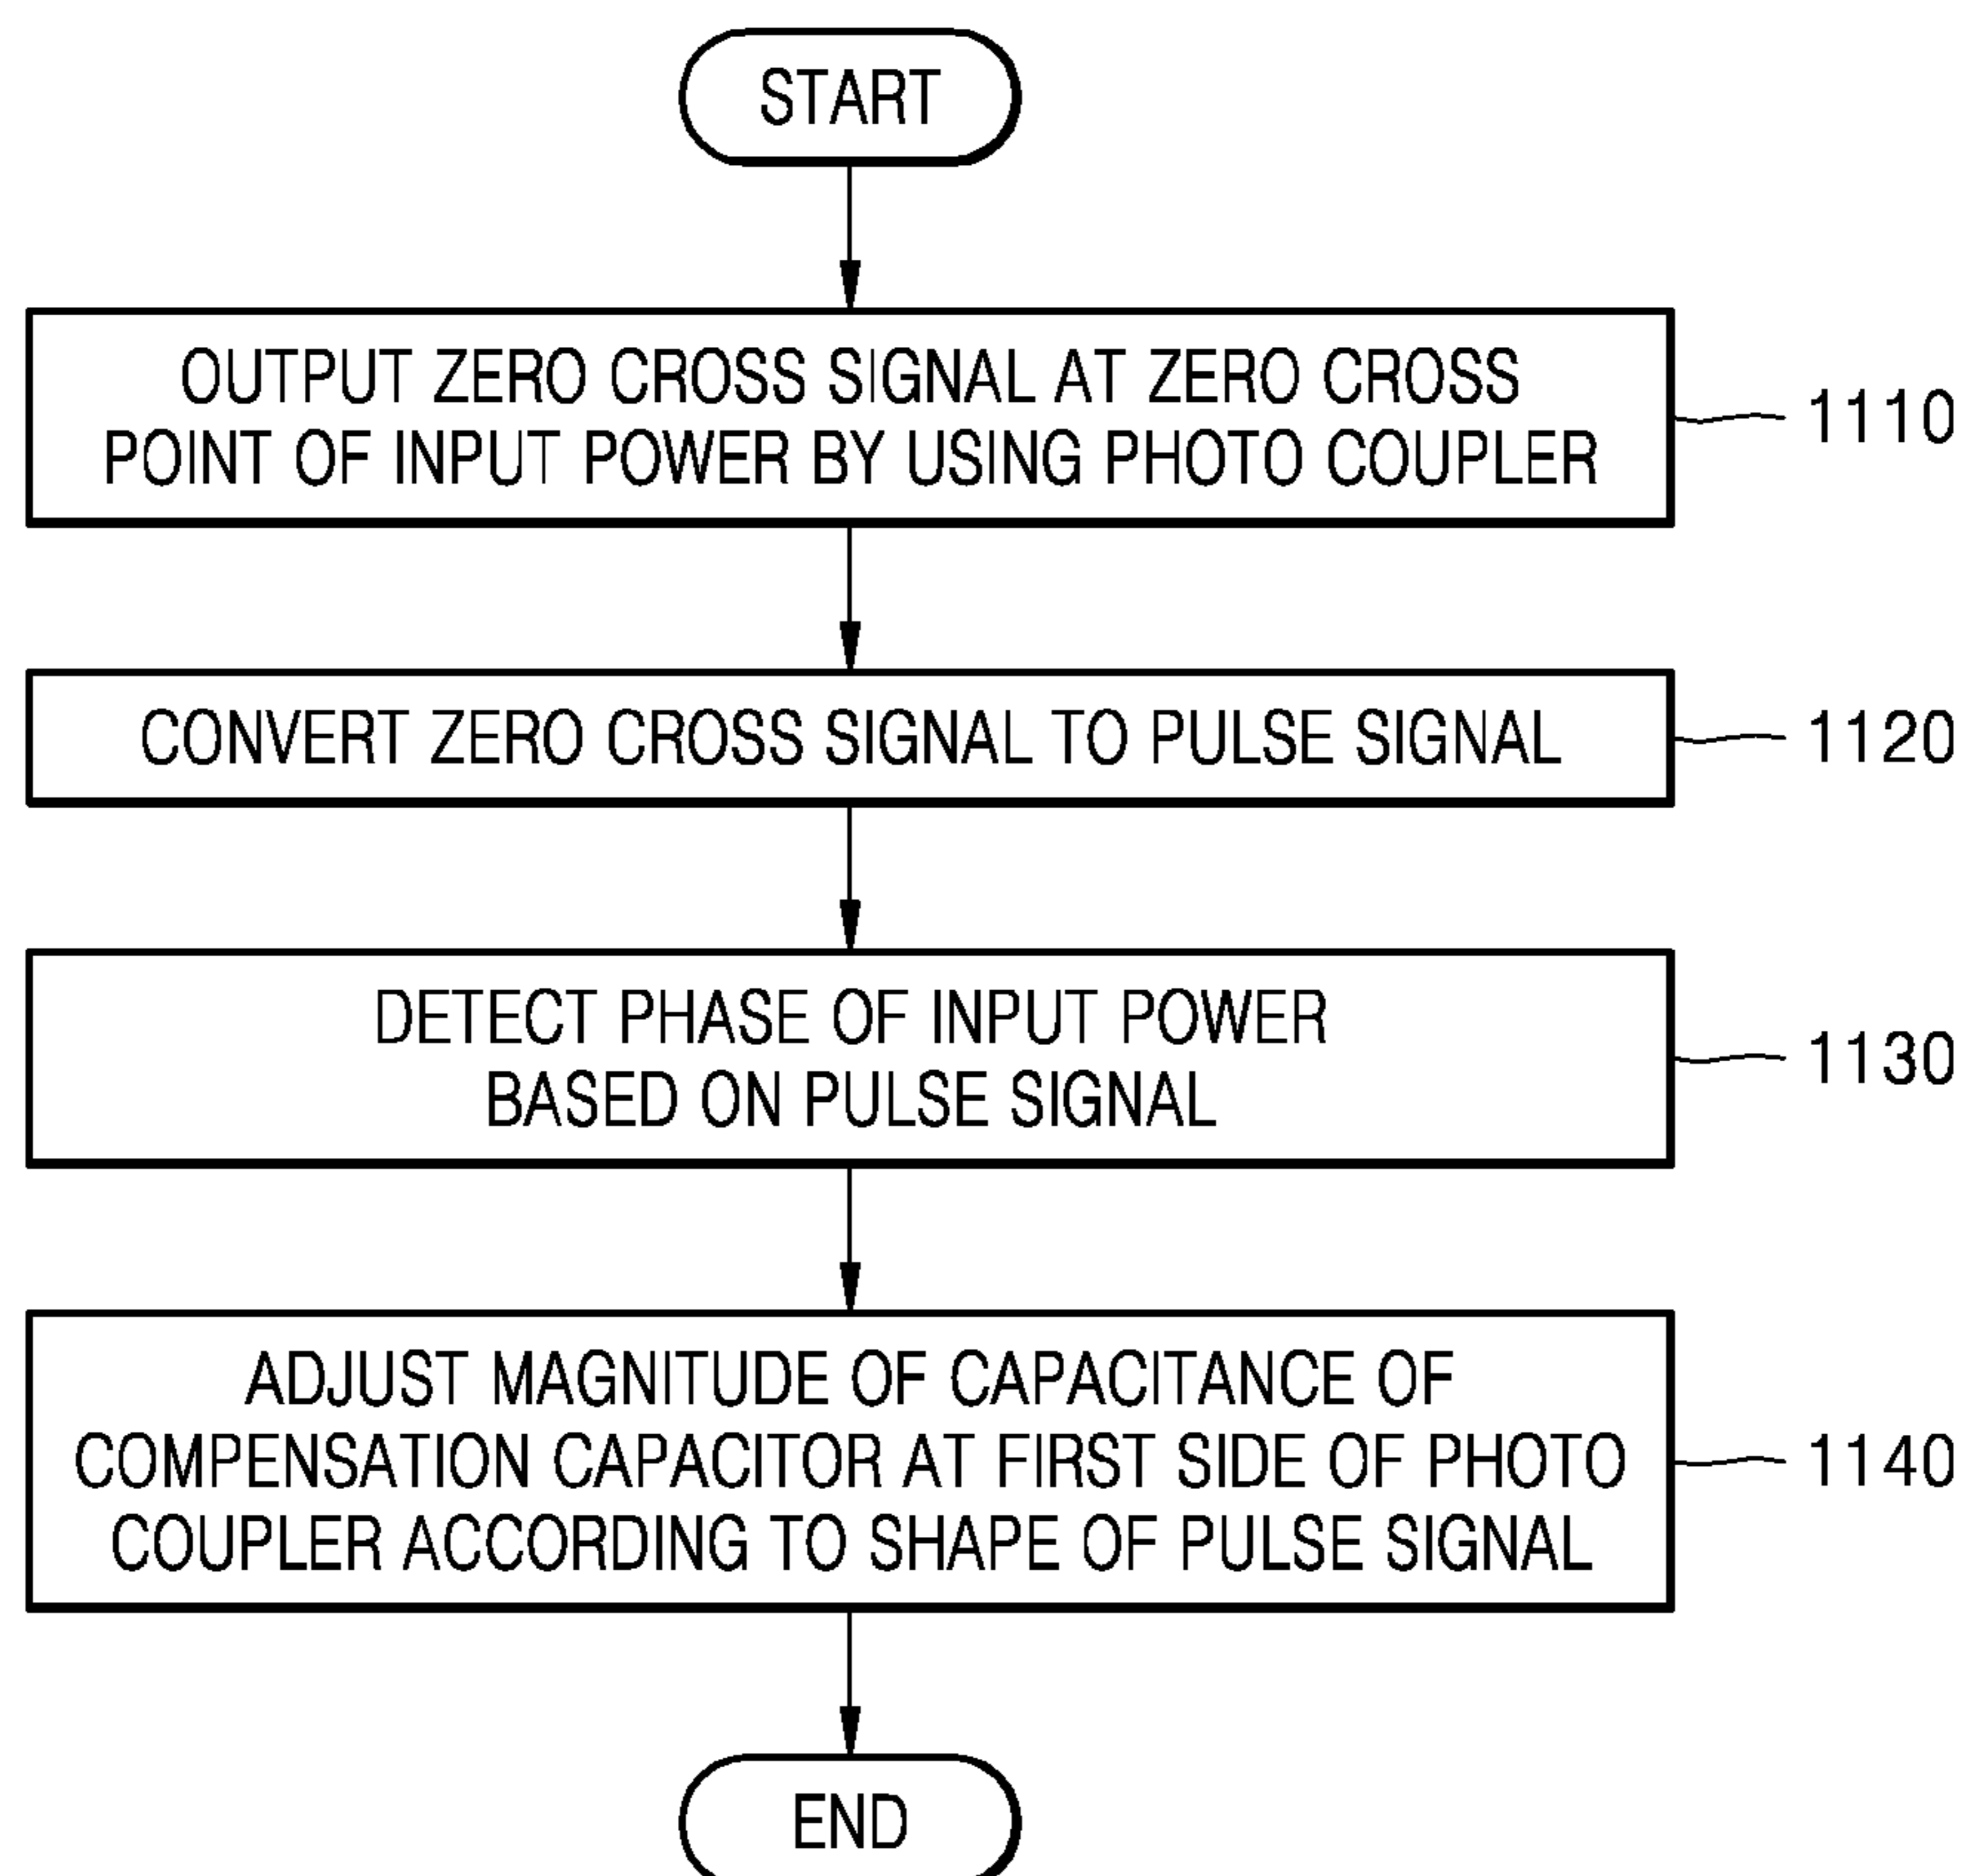 START
OUTPUT ZERO CROSS SIGNAL AT ZERO CROSS
POINT OF INPUT POWER BY USING PHOTO COUPLER
1110
CONVERT ZERO CROSS SIGNAL TO PULSE SIGNAL
1120
DETECT PHASE OF INPUT POWER
BASED ON PULSE SIGNAL
1130
ADJUST MAGNITUDE OF CAPACITANCE OF
COMPENSATION CAPACITOR AT FIRST SIDE OF PHOTO
COUPLER ACCORDING TO SHAPE OF PULSE SIGNAL
1140
END